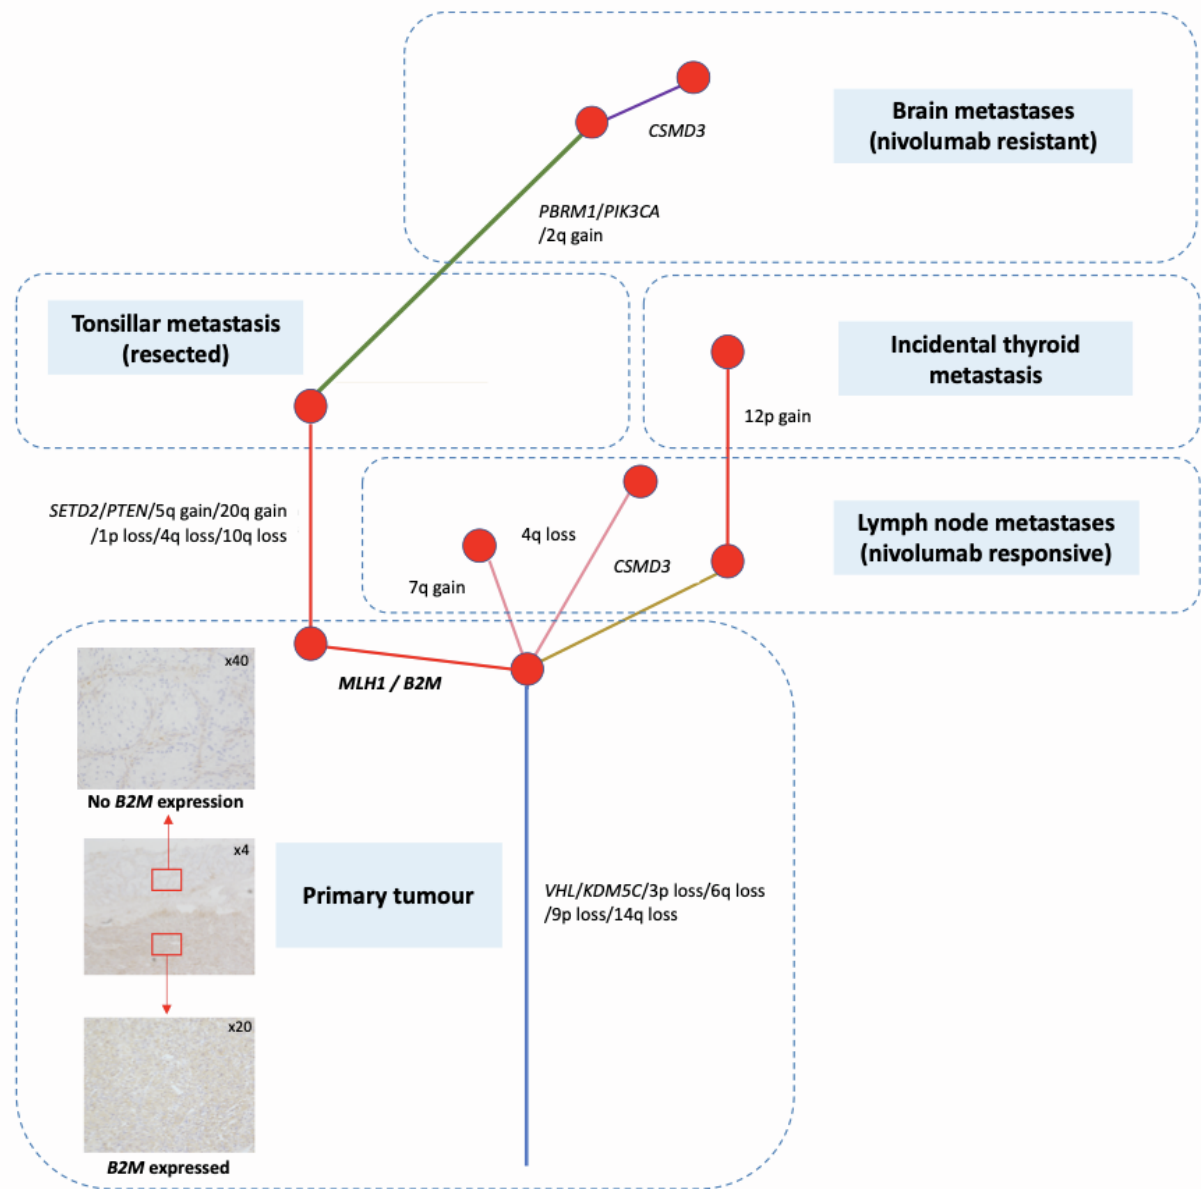 Brain metastases
(nivolumab resistant)
CSMD3
PBRM1/PIK3CA
/2q gain
Tonsillar metastasis
(resected)
Incidental thyroid
metastasis
12p gain
SETD2/PTEN/5q gain/20q gain
/1p loss/4q loss/10q loss
Lymph node metastases
(nivolumab responsive)
4q loss
CSMD3
7q gain
x40
MLH1 / B2M
No B2M expression
x4
Primary tumour
VHL/KDM5C/3p loss/6q loss
/9p loss/14q loss
x20
B2M expressed